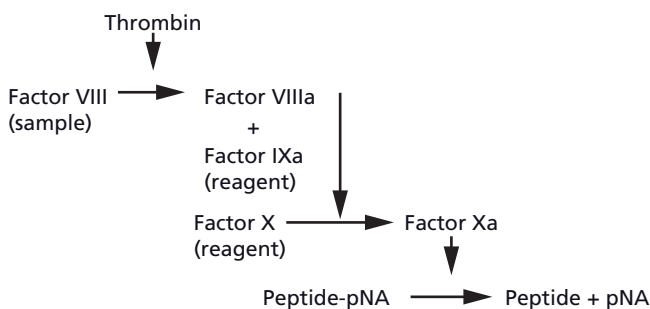 Thrombin
Factor VIII
(sample)
Factor VIIIa
+
Factor IXa
(reagent)
Factor X
(reagent)
Factor Xa
Peptide-pNA
Peptide + pNA